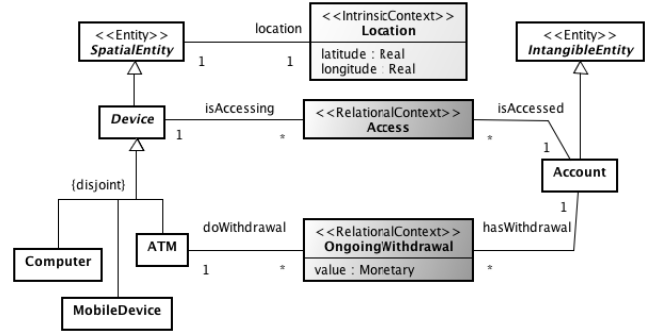 <<Entity>>
SpatialEntity
location
1
1
<<IntrinsicContext>>
Location
latitude : Real
longitude : Real
<<Entity>>
IntangibleEntity
Device
isAccessing
1
*
<<RelationalContext>>
Access
isAccessed
*
1
Account
1
{disjoint}
Computer
MobileDevice
ATM
doWithdrawal
1
*
<<RelationalContext>>
OngoingWithdrawal
value : Monetary
hasWithdrawal
*